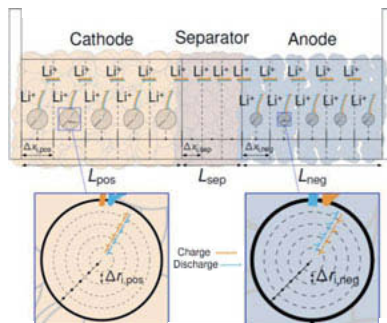 Cathode Separator Anode
Li⁺ Li⁺ Li⁺ Li⁺ Li⁺ Li⁺ Li⁺ Li⁺ Li⁺ Li⁺ Li⁺ Li⁺
Li⁺ Li⁺ Li⁺ Li⁺ Li⁺ Li⁺ Li⁺ Li⁺ Li⁺ Li⁺
Δx_i,pos Δx_i,sep Δx_i,neg
L_pos L_sep L_neg
Charge
Discharge
Δr_i,pos Δr_i,neg